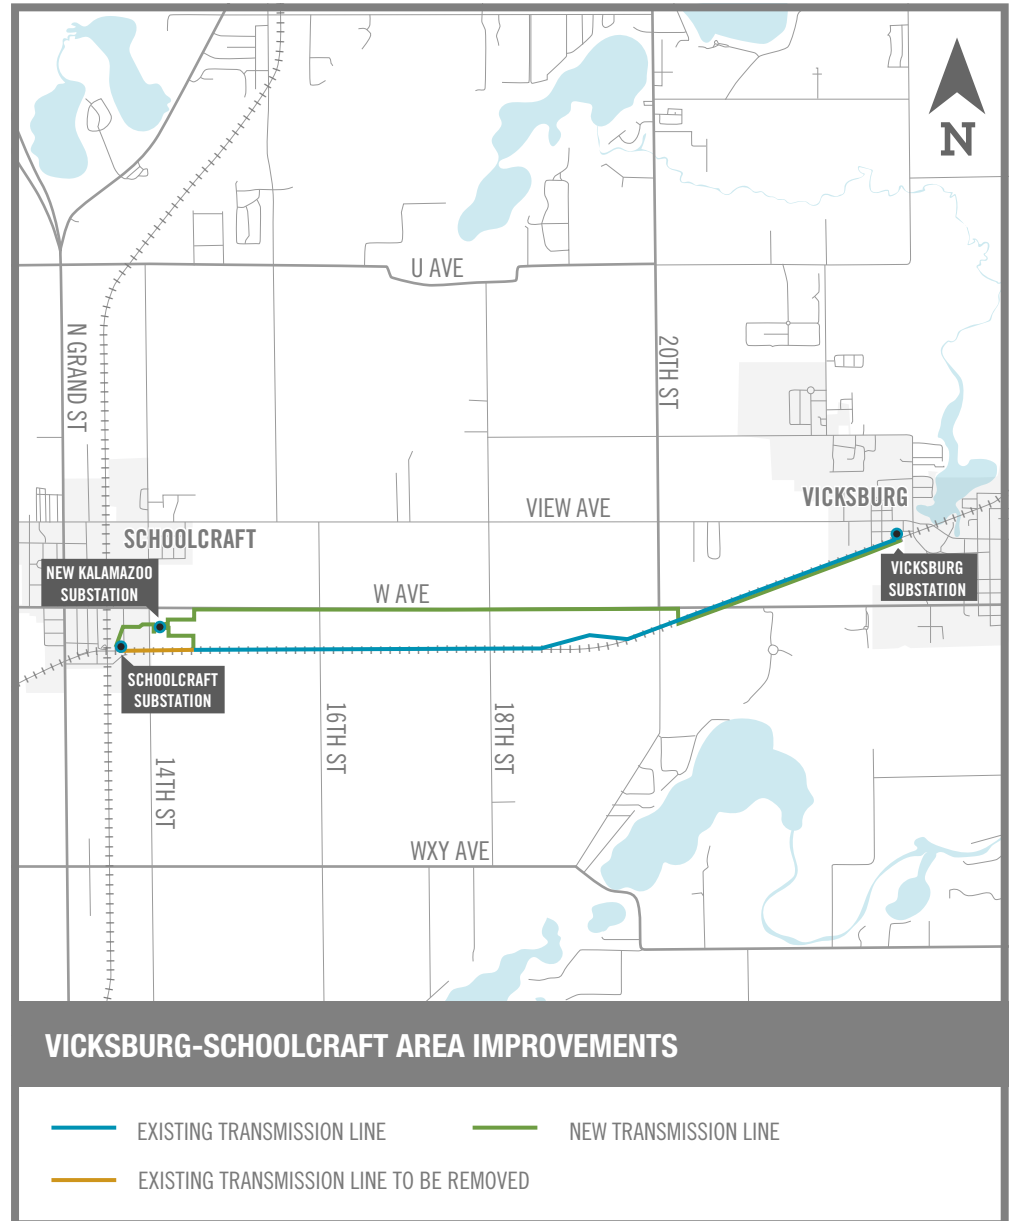 N
U AVE
N GRAND ST
20TH ST
VIEW AVE
VICKSBURG
SCHOOLCRAFT
NEW KALAMAZOO
SUBSTATION
VICKSBURG
SUBSTATION
W AVE
SCHOOLCRAFT
SUBSTATION
16TH ST
18TH ST
14TH ST
WXY AVE
VICKSBURG-SCHOOLCRAFT AREA IMPROVEMENTS
EXISTING TRANSMISSION LINE
NEW TRANSMISSION LINE
EXISTING TRANSMISSION LINE TO BE REMOVED